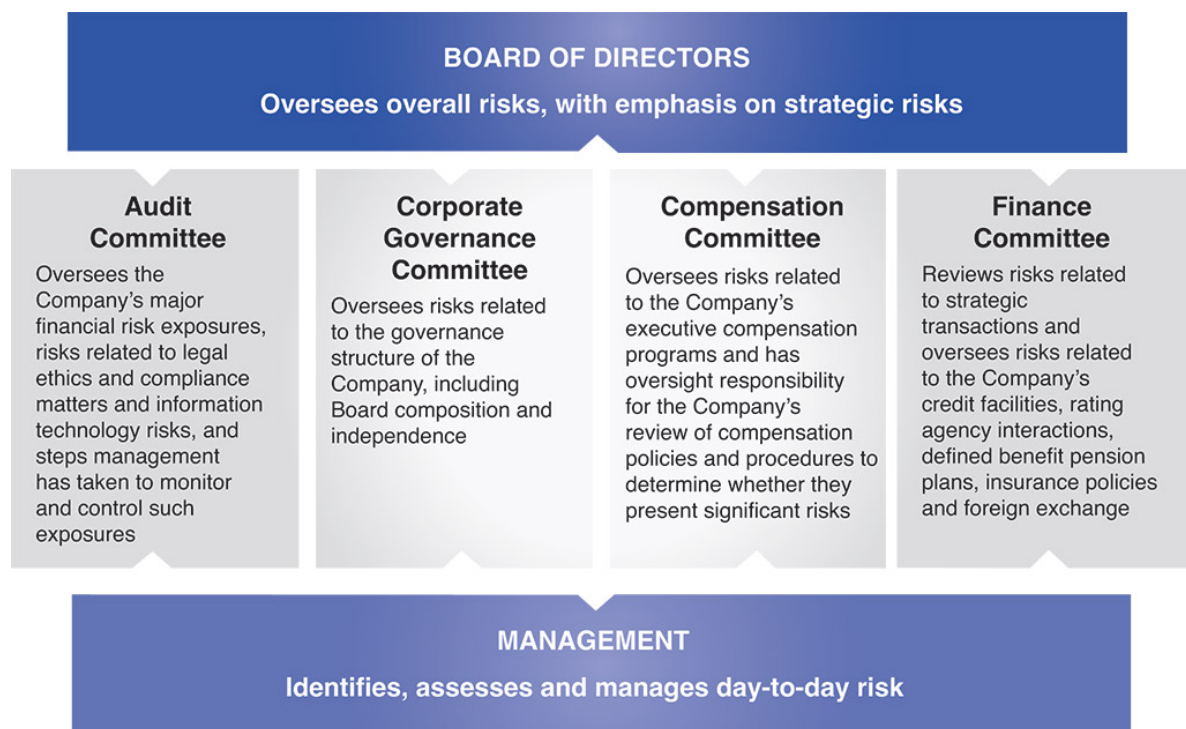 BOARD OF DIRECTORS
Oversees overall risks, with emphasis on strategic risks
Audit
Committee
Oversees the
Company’s major
financial risk exposures,
risks related to legal
ethics and compliance
matters and information
technology risks, and
steps management
has taken to monitor
and control such
exposures
Corporate
Governance
Committee
Oversees risks related
to the governance
structure of the
Company, including
Board composition and
independence
Compensation
Committee
Oversees risks related
to the Company’s
executive compensation
programs and has
oversight responsibility
for the Company’s
review of compensation
policies and procedures to
determine whether they
present significant risks
Finance
Committee
Reviews risks related
to strategic
transactions and
oversees risks related
to the Company’s
credit facilities, rating
agency interactions,
defined benefit pension
plans, insurance policies
and foreign exchange
MANAGEMENT
Identifies, assesses and manages day-to-day risk